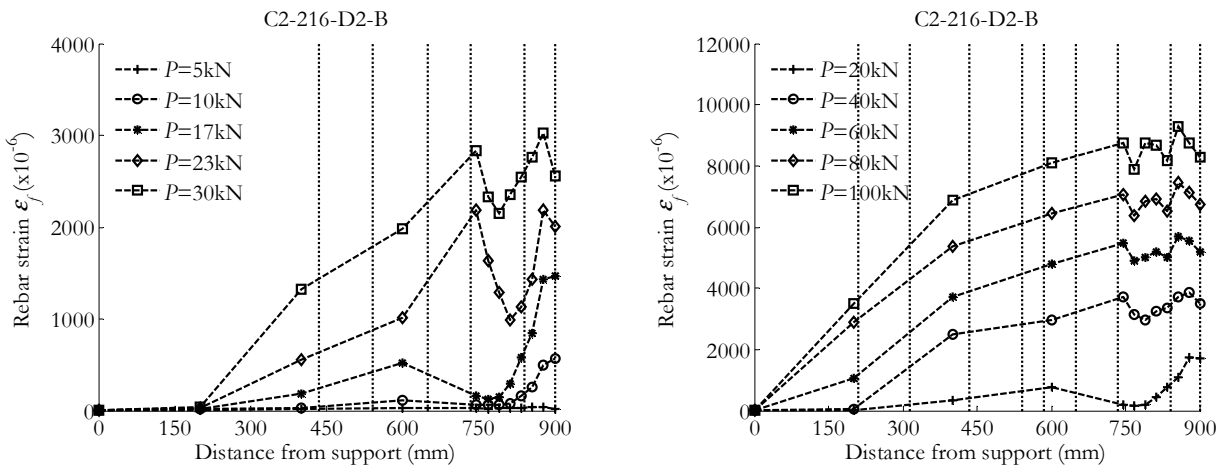 C2-216-D2-B
4000
3000
2000
1000
0
Rebar strain εf (x10-6)
P=5kN
P=10kN
P=17kN
P=23kN
P=30kN
0 150 300 450 600 750 900
Distance from support (mm)
C2-216-D2-B
12000
10000
8000
6000
4000
2000
0
Rebar strain εf (x10-6)
P=20kN
P=40kN
P=60kN
P=80kN
P=100kN
0 150 300 450 600 750 900
Distance from support (mm)